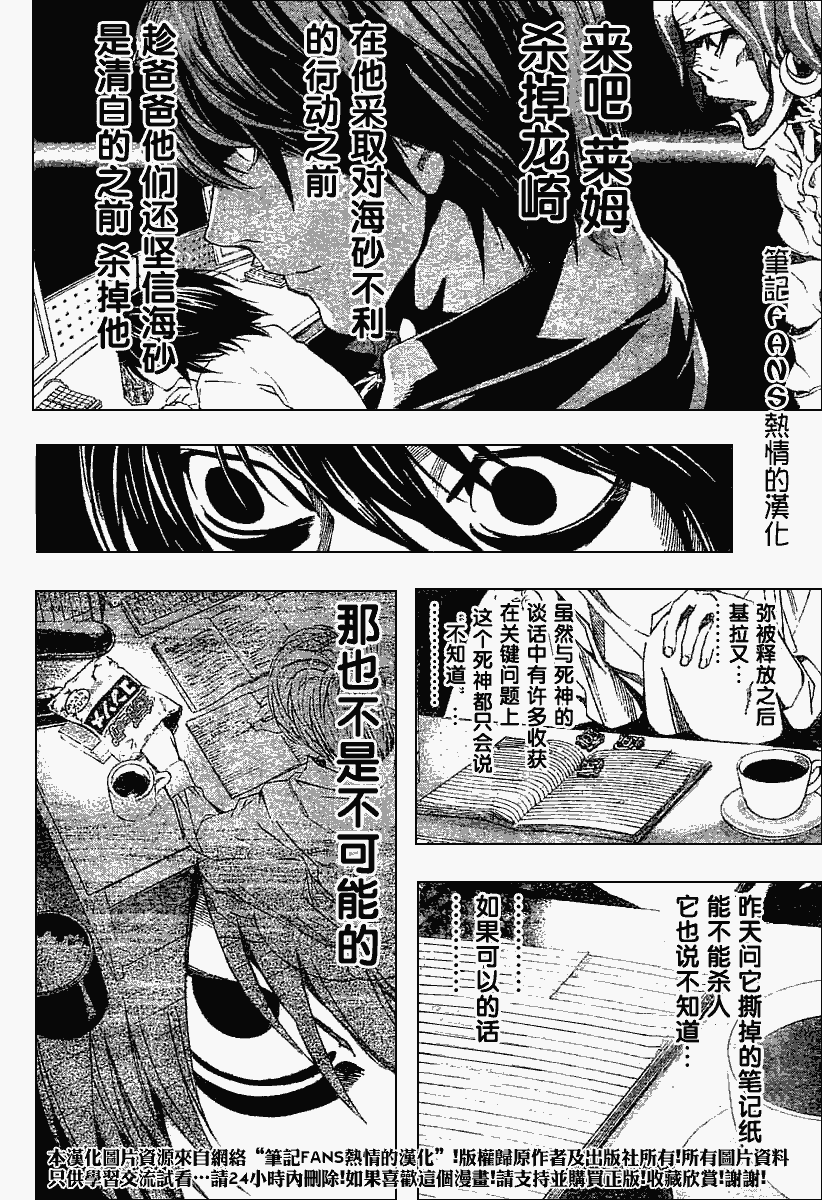 来吧 莱姆
杀掉龙崎
在他采取对海砂不利
的行动之前
趁爸爸他们还坚信海砂
是清白的之前 杀掉他
筆記FANS熱情的漢化
弥被释放之后
基拉又…
……
虽然与死神的
谈话中有许多收获
在关键问题上
这个死神都只会说
“不知道”…
………
昨天问它撕掉的笔记纸
能不能杀人
它也说不知道…
………
如果可以的话
………
那也不是不可能的
本漢化圖片資源來自網絡“筆記FANS熱情的漢化”!版權歸原作者及出版社所有!所有圖片資料
只供學習交流試看…請24小時內刪除!如果喜歡這個漫畫!請支持並購買正版!收藏欣賞!謝謝!